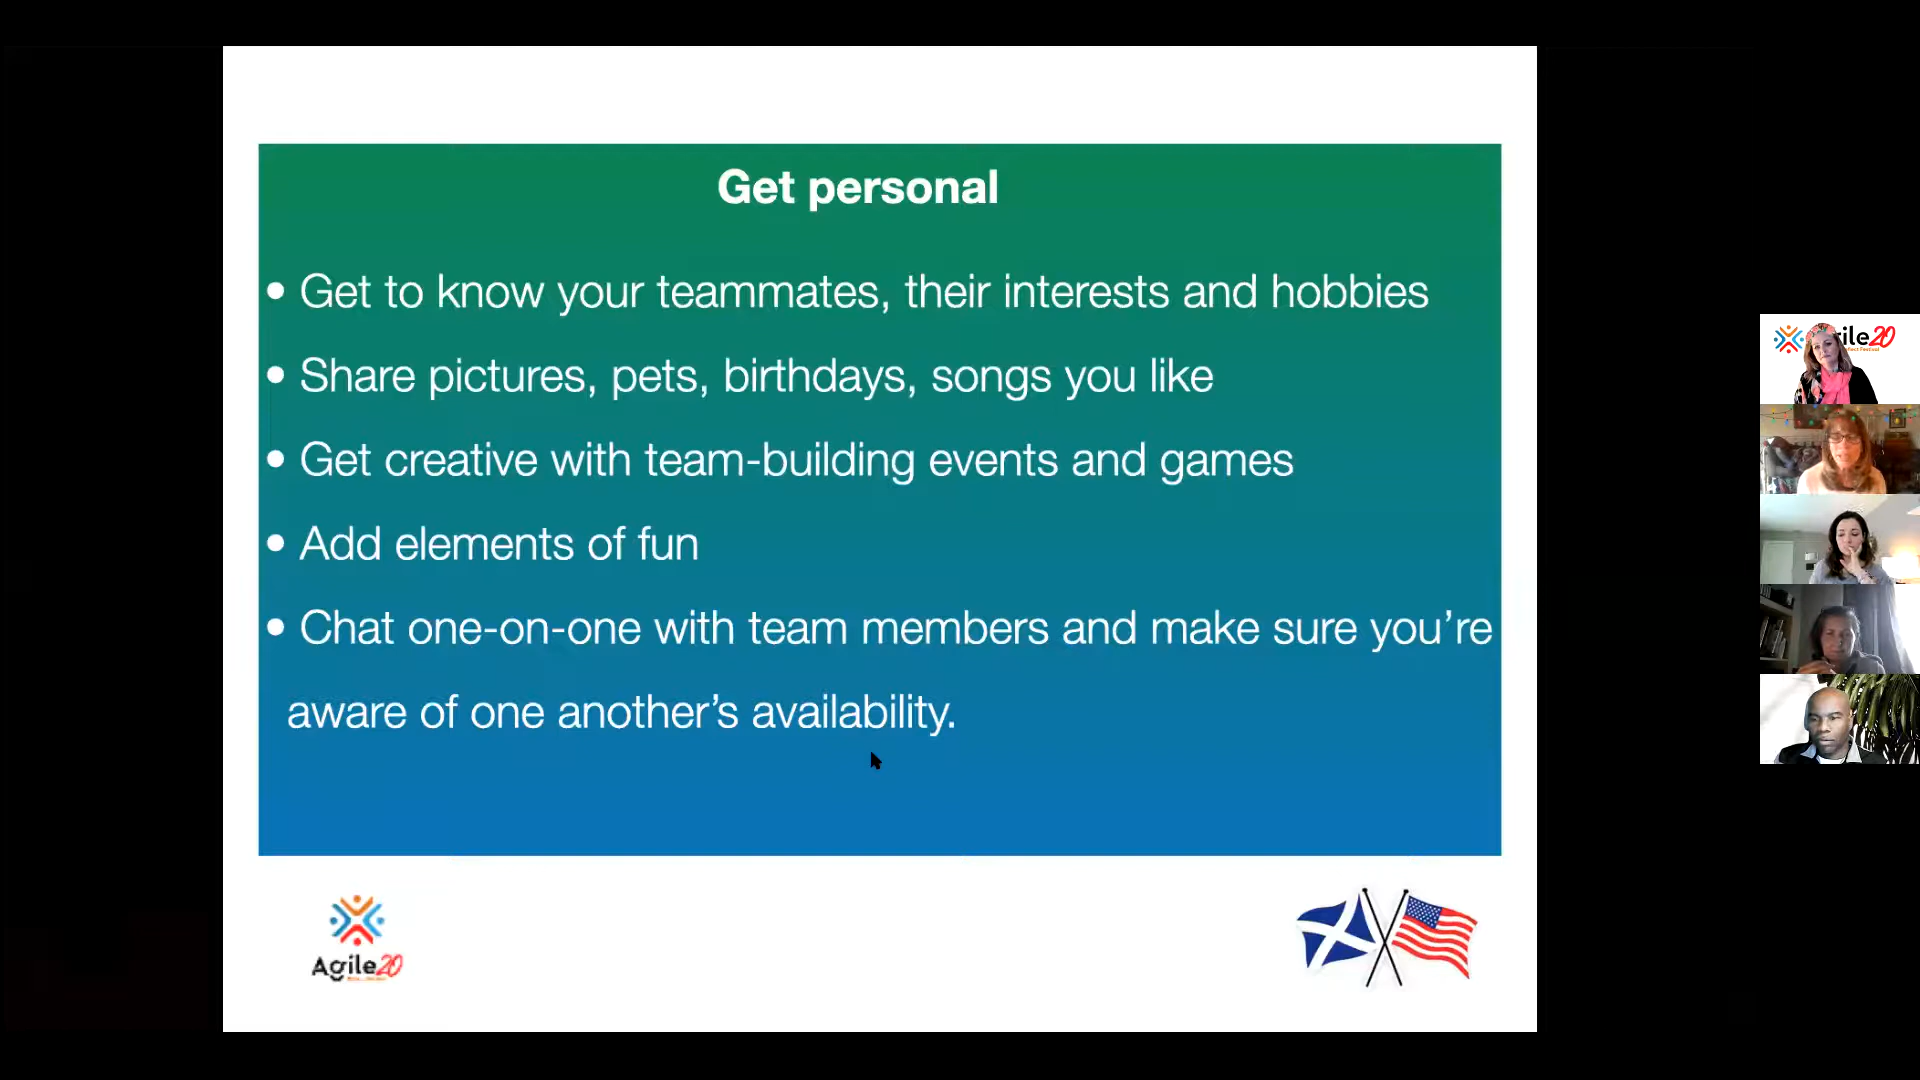 Get personal
• Get to know your teammates, their interests and hobbies
• Share pictures, pets, birthdays, songs you like
• Get creative with team-building events and games
• Add elements of fun
• Chat one-on-one with team members and make sure you’re
aware of one another’s availability.
Agile20
ile20